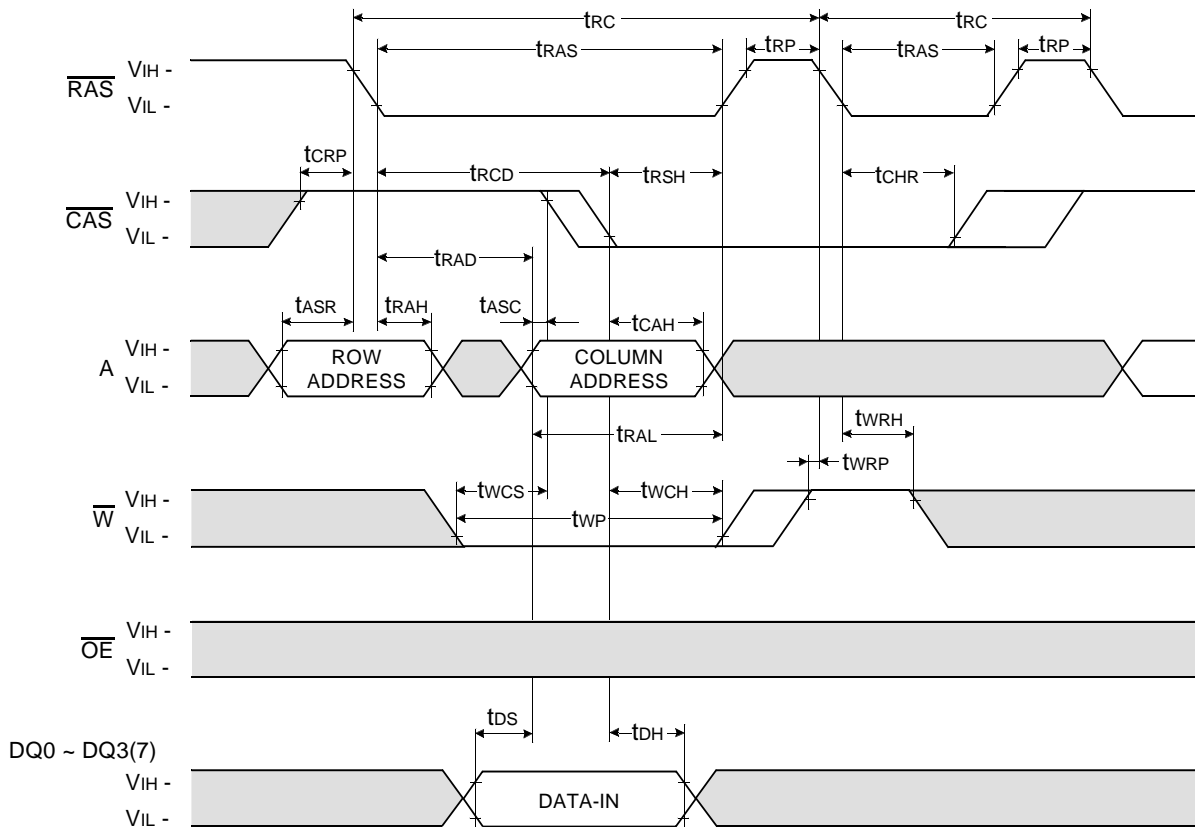 tRC tRC
tRAS tRP tRAS tRP
RAS VIH -
VIL -
tCRP tRCD tRSH tCHR
CAS VIH -
VIL -
tRAD
tASR tRAH tASC tCAH
A VIH -
VIL -
ROW ADDRESS
COLUMN ADDRESS
tRAL tWRH
tWRP
tWCS tWCH
W VIH -
VIL -
tWP
OE VIH -
VIL -
tDS tDH
DQ0 ~ DQ3(7)
VIH -
VIL -
DATA-IN